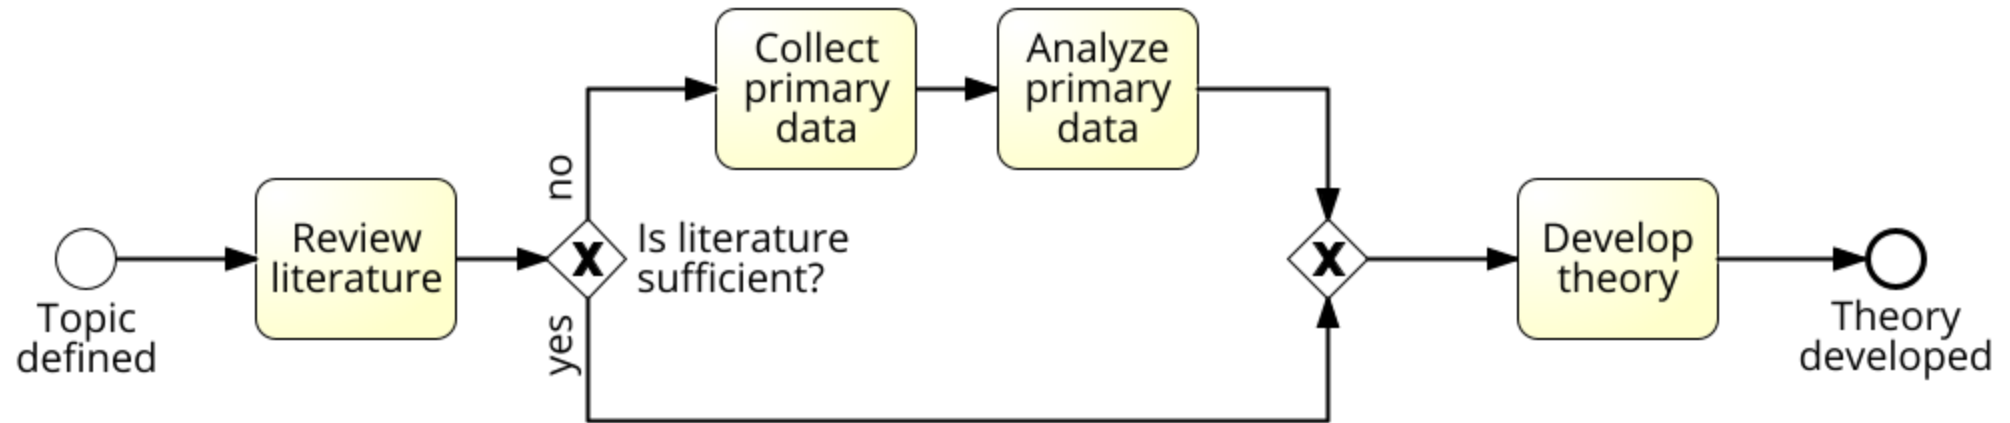 Topic
defined
Review
literature
no
yes
Is literature
sufficient?
Collect
primary
data
Analyze
primary
data
Develop
theory
Theory
developed